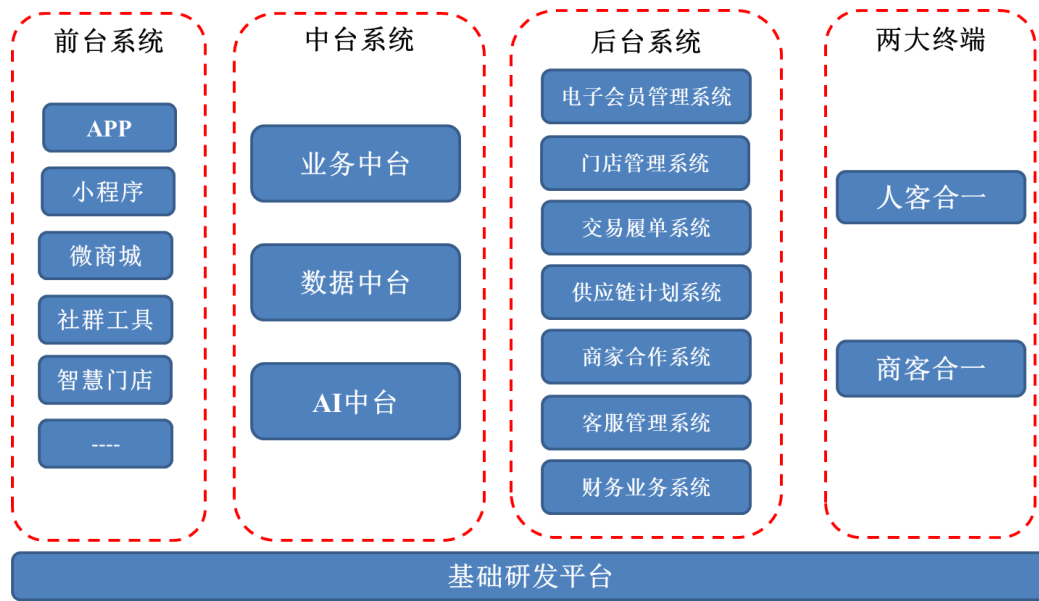 前台系统
APP
小程序
微商城
社群工具
智慧门店
----
中台系统
业务中台
数据中台
AI中台
后台系统
电子会员管理系统
门店管理系统
交易履单系统
供应链计划系统
商家合作系统
客服管理系统
财务业务系统
两大终端
人客合一
商客合一
基础研发平台